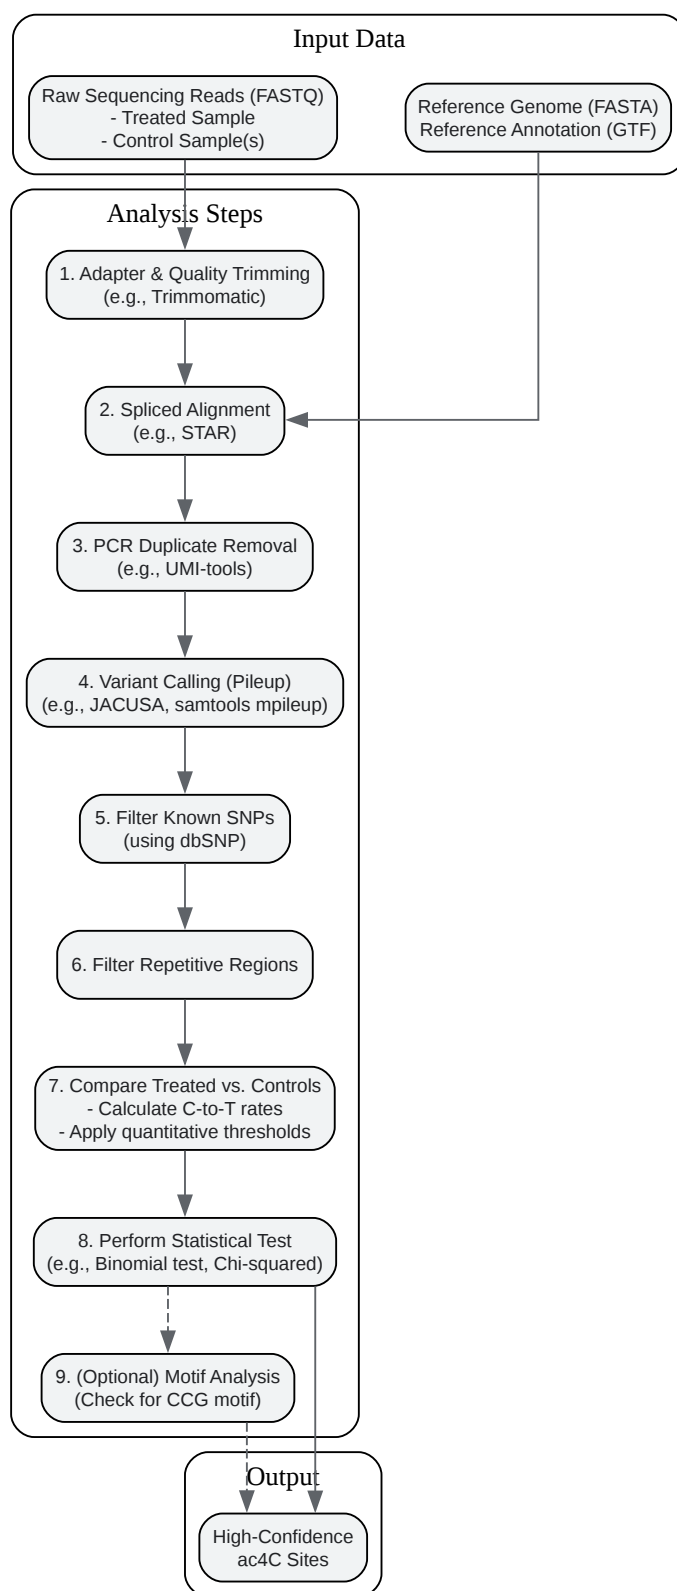 Input Data
Raw Sequencing Reads (FASTQ)
- Treated Sample
- Control Sample(s)
Reference Genome (FASTA)
Reference Annotation (GTF)
Analysis Steps
1. Adapter & Quality Trimming
(e.g., Trimmomatic)
2. Spliced Alignment
(e.g., STAR)
3. PCR Duplicate Removal
(e.g., UMI-tools)
4. Variant Calling (Pileup)
(e.g., JACUSA, samtools mpileup)
5. Filter Known SNPs
(using dbSNP)
6. Filter Repetitive Regions
7. Compare Treated vs. Controls
- Calculate C-to-T rates
- Apply quantitative thresholds
8. Perform Statistical Test
(e.g., Binomial test, Chi-squared)
9. (Optional) Motif Analysis
(Check for CCG motif)
Output
High-Confidence
ac4C Sites